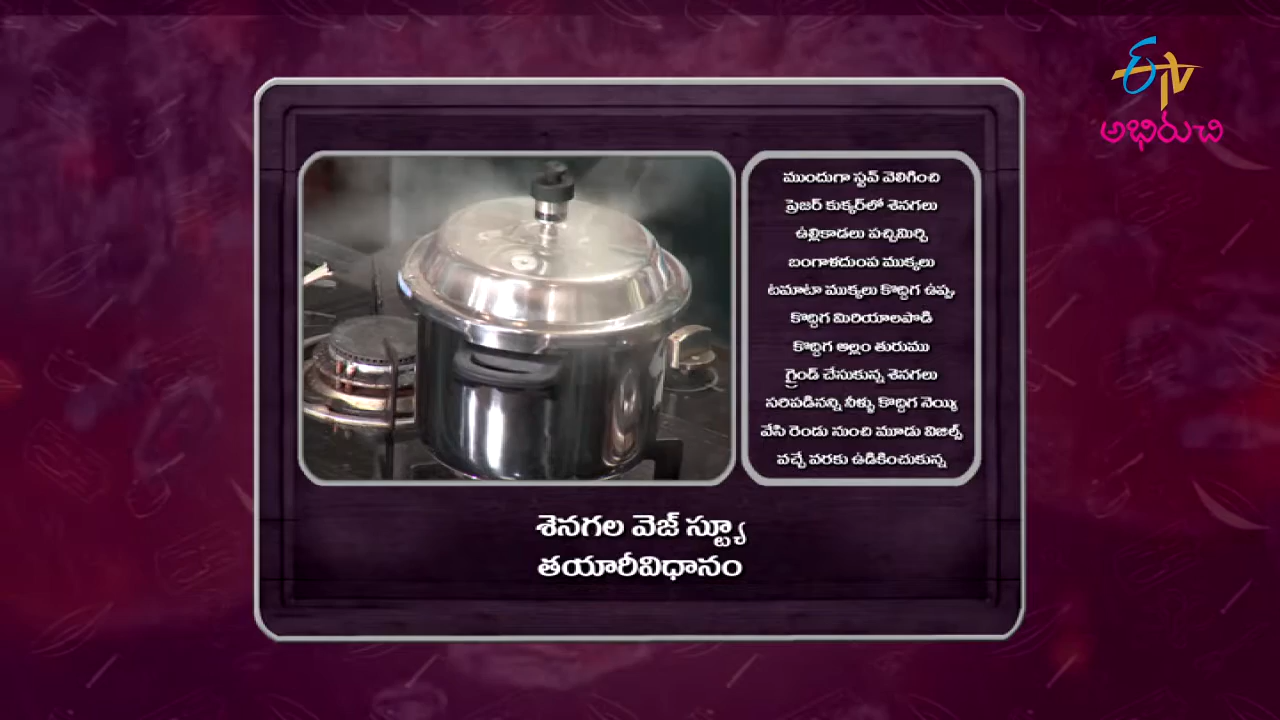 ETV
అభిరుచి
ముందుగా స్టవ్ వెలిగించి
ప్రెజర్ కుక్కర్‌లో శెనగలు
ఉల్లికాడలు పచ్చిమిర్చి
బంగాళదుంప ముక్కలు
టమాటా ముక్కలు కొద్దిగ ఉప్పు
కొద్దిగ మిరియాలపొడి
కొద్దిగ అల్లం తురుము
గ్రైండ్ చేసుకున్న శెనగలు
సరిపడినన్ని నీళ్ళు కొద్దిగ నెయ్యి
వేసి రెండు నుంచి మూడు విజిల్స్
వచ్చే వరకు ఉడికించుకున్న
శెనగల వెజ్ స్ట్యూ
తయారీవిధానం